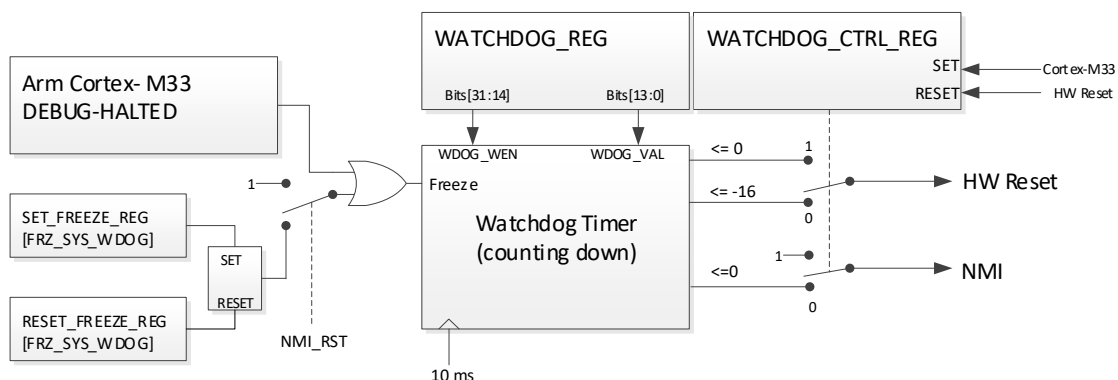 Arm Cortex- M33
DEBUG-HALTED
SET_FREEZE_REG
[FRZ_SYS_WDOG]
RESET_FREEZE_REG
[FRZ_SYS_WDOG]
SET
RESET
1
NMI_RST
WATCHDOG_REG
Bits[31:14]
Bits[13:0]
WDOG_WEN
WDOG_VAL
Freeze
Watchdog Timer
(counting down)
10 ms
WATCHDOG_CTRL_REG
SET
RESET
Cortex-M33
HW Reset
<= 0
1
<= -16
0
HW Reset
<=0
1
0
NMI